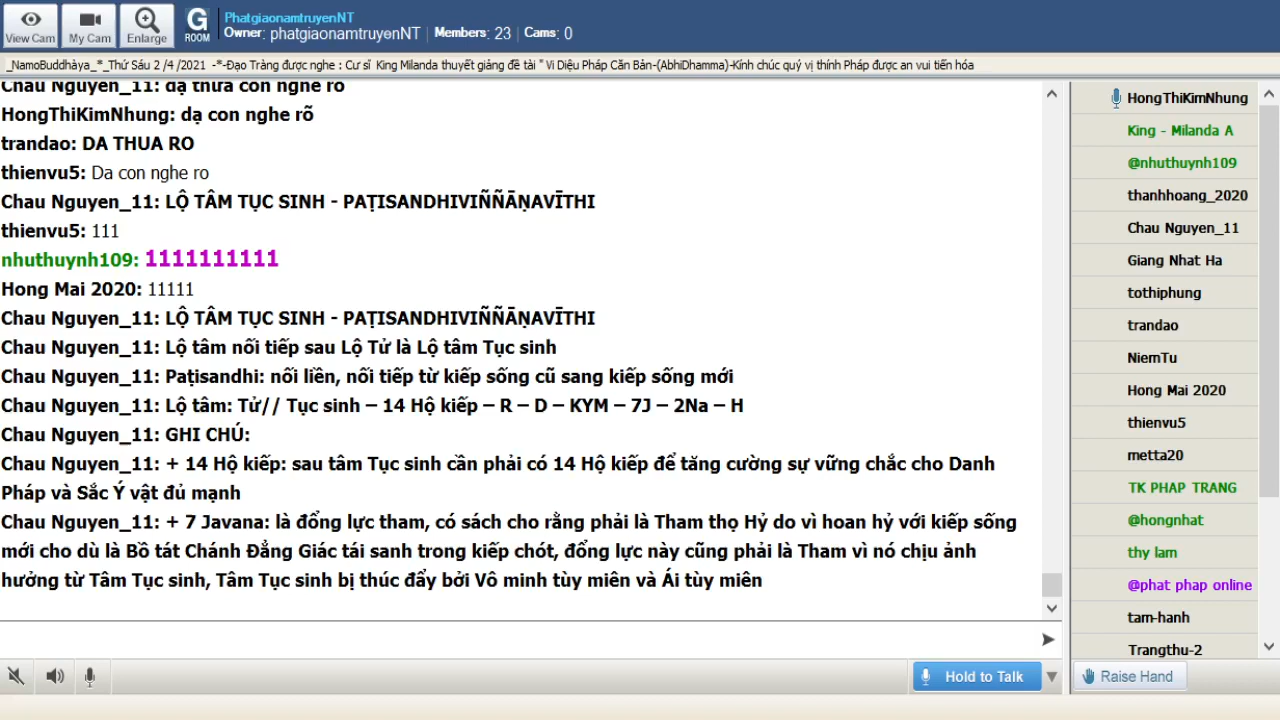 View Cam
My Cam
Enlarge
G
ROOM
PhatgiaonamtruyenNT
Owner: phatgiaonamtruyenNT | Members: 23 | Cams: 0
_NamoBuddhàya_*_Thứ Sáu 2 /4 /2021 -*-Đạo Tràng được nghe : Cư sĩ King Milanda thuyết giảng đề tài " Vi Diệu Pháp Căn Bản-(AbhiDhamma)-Kính chúc quý vị thính Pháp được an vui tiến hóa
Chau Nguyen_11: dạ thưa con nghe rõ
HongThiKimNhung: dạ con nghe rõ
trandao: DA THUA RO
thienvu5: Da con nghe ro
Chau Nguyen_11: LỘ TÂM TỤC SINH - PAṬISANDHIVIÑÑĀṆAVĪTHI
thienvu5: 111
nhuthuynh109: 1111111111
Hong Mai 2020: 11111
Chau Nguyen_11: LỘ TÂM TỤC SINH - PAṬISANDHIVIÑÑĀṆAVĪTHI
Chau Nguyen_11: Lộ tâm nối tiếp sau Lộ Tử là Lộ tâm Tục sinh
Chau Nguyen_11: Paṭisandhi: nối liền, nối tiếp từ kiếp sống cũ sang kiếp sống mới
Chau Nguyen_11: Lộ tâm: Tử// Tục sinh – 14 Hộ kiếp – R – D – KYM – 7J – 2Na – H
Chau Nguyen_11: GHI CHÚ:
Chau Nguyen_11: + 14 Hộ kiếp: sau tâm Tục sinh cần phải có 14 Hộ kiếp để tăng cường sự vững chắc cho Danh
Pháp và Sắc Ý vật đủ mạnh
Chau Nguyen_11: + 7 Javana: là đổng lực tham, có sách cho rằng phải là Tham thọ Hỷ do vì hoan hỷ với kiếp sống
mới cho dù là Bồ tát Chánh Đẳng Giác tái sanh trong kiếp chót, đổng lực này cũng phải là Tham vì nó chịu ảnh
hưởng từ Tâm Tục sinh, Tâm Tục sinh bị thúc đẩy bởi Vô minh tùy miên và Ái tùy miên
HongThiKimNhung
King - Milanda A
@nhuthuynh109
thanhhoang_2020
Chau Nguyen_11
Giang Nhat Ha
tothiphung
trandao
NiemTu
Hong Mai 2020
thienvu5
metta20
TK PHAP TRANG
@hongnhat
thy lam
@phat phap online
tam-hanh
Trangthu-2
Hold to Talk
Raise Hand